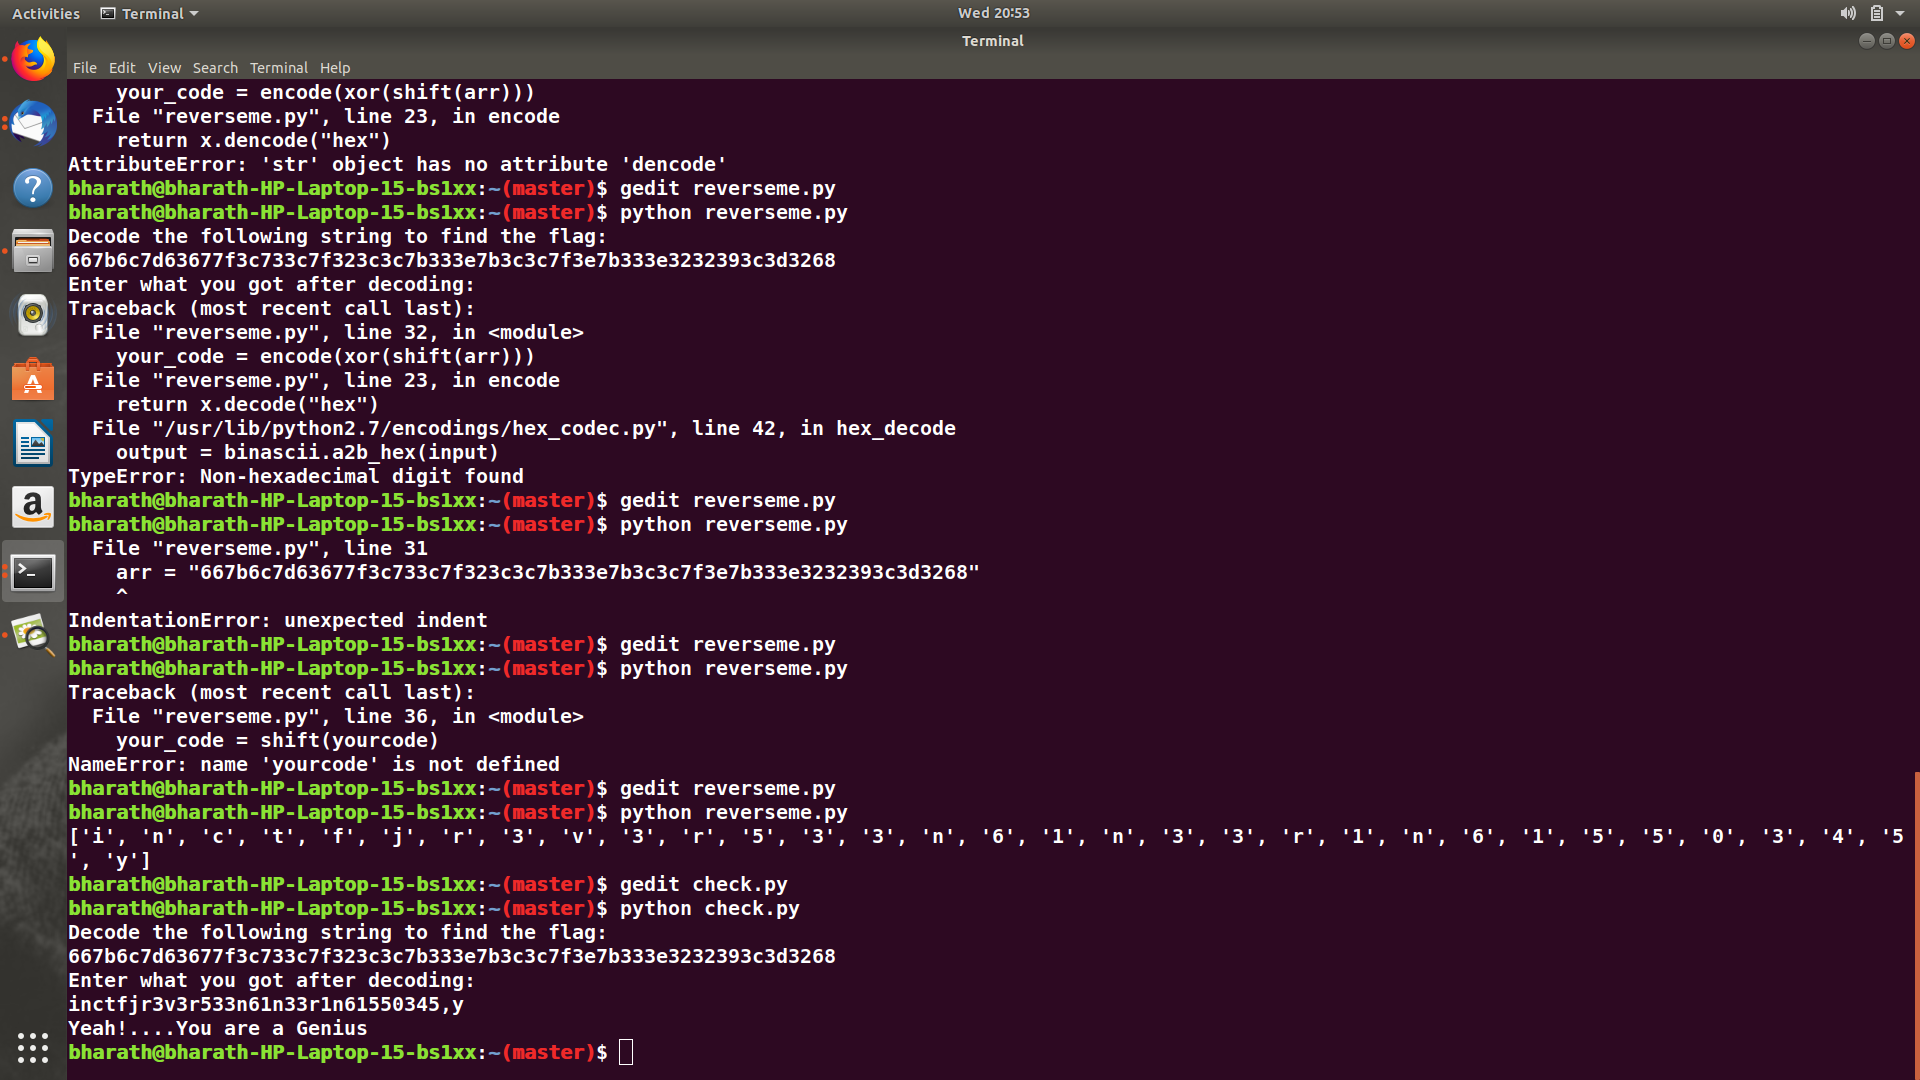 Activities Terminal Wed 20:53
Terminal
File Edit View Search Terminal Help
your_code = encode(xor(shift(arr)))
File "reverseme.py", line 23, in encode
return x.dencode("hex")
AttributeError: 'str' object has no attribute 'dencode'
bharath@bharath-HP-Laptop-15-bs1xx:~(master)$ gedit reverseme.py
bharath@bharath-HP-Laptop-15-bs1xx:~(master)$ python reverseme.py
Decode the following string to find the flag:
667b6c7d63677f3c733c7f323c3c7b333e7b3c3c7f3e7b333e3232393c3d3268
Enter what you got after decoding:
Traceback (most recent call last):
File "reverseme.py", line 32, in <module>
your_code = encode(xor(shift(arr)))
File "reverseme.py", line 23, in encode
return x.decode("hex")
File "/usr/lib/python2.7/encodings/hex_codec.py", line 42, in hex_decode
output = binascii.a2b_hex(input)
TypeError: Non-hexadecimal digit found
bharath@bharath-HP-Laptop-15-bs1xx:~(master)$ gedit reverseme.py
bharath@bharath-HP-Laptop-15-bs1xx:~(master)$ python reverseme.py
File "reverseme.py", line 31
arr = "667b6c7d63677f3c733c7f323c3c7b333e7b3c3c7f3e7b333e3232393c3d3268"
^
IndentationError: unexpected indent
bharath@bharath-HP-Laptop-15-bs1xx:~(master)$ gedit reverseme.py
bharath@bharath-HP-Laptop-15-bs1xx:~(master)$ python reverseme.py
Traceback (most recent call last):
File "reverseme.py", line 36, in <module>
your_code = shift(yourcode)
NameError: name 'yourcode' is not defined
bharath@bharath-HP-Laptop-15-bs1xx:~(master)$ gedit reverseme.py
bharath@bharath-HP-Laptop-15-bs1xx:~(master)$ python reverseme.py
['i', 'n', 'c', 't', 'f', 'j', 'r', '3', 'v', '3', 'r', '5', '3', '3', 'n', '6', '1', 'n', '3', '3', 'r', '1', 'n', '6', '1', '5', '5', '0', '3', '4', '5
', 'y']
bharath@bharath-HP-Laptop-15-bs1xx:~(master)$ gedit check.py
bharath@bharath-HP-Laptop-15-bs1xx:~(master)$ python check.py
Decode the following string to find the flag:
667b6c7d63677f3c733c7f323c3c7b333e7b3c3c7f3e7b333e3232393c3d3268
Enter what you got after decoding:
inctfjr3v3r533n61n33r1n61550345,y
Yeah!....You are a Genius
bharath@bharath-HP-Laptop-15-bs1xx:~(master)$